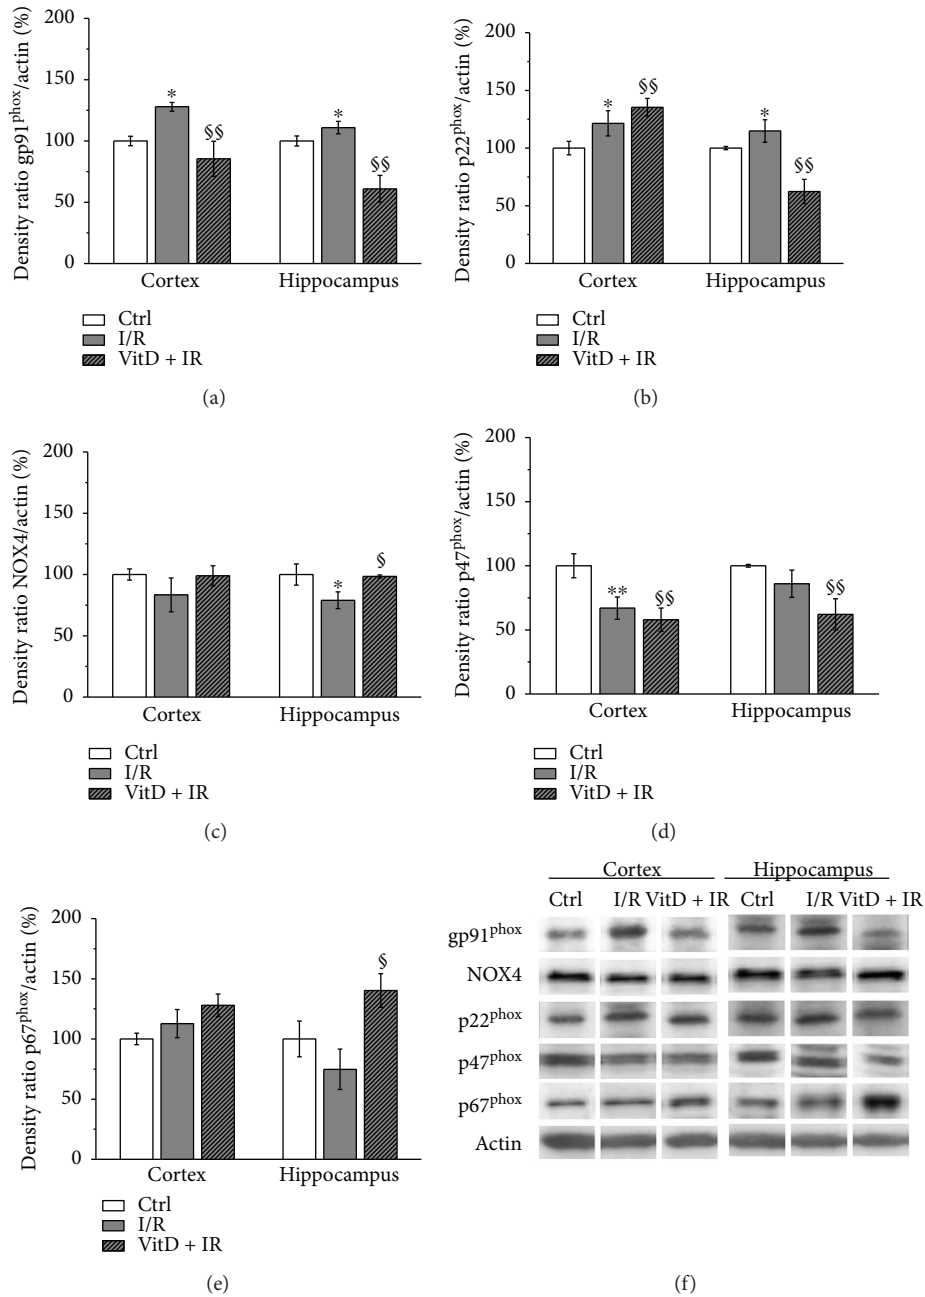 200
150
100
50
0
Density ratio gp91phox/actin (%)
*
§§
*
§§
Cortex
Hippocampus
Ctrl
I/R
VitD + IR
(a)
200
150
100
50
0
Density ratio p22phox/actin (%)
*
§§
*
§§
Cortex
Hippocampus
Ctrl
I/R
VitD + IR
(b)
200
150
100
50
0
Density ratio NOX4/actin (%)
*
§
Cortex
Hippocampus
Ctrl
I/R
VitD + IR
(c)
200
150
100
50
0
Density ratio p47phox/actin (%)
**
§§
§§
Cortex
Hippocampus
Ctrl
I/R
VitD + IR
(d)
200
150
100
50
0
Density ratio p67phox/actin (%)
§
Cortex
Hippocampus
Ctrl
I/R
VitD + IR
(e)
Cortex Hippocampus
Ctrl I/R VitD + IR Ctrl I/R VitD + IR
gp91phox
NOX4
p22phox
p47phox
p67phox
Actin
(f)